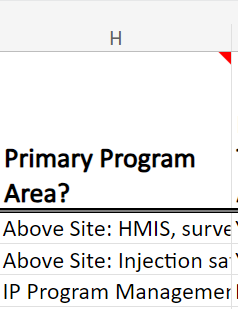 H
Primary Program
Area?
Above Site: HMIS, surve
Above Site: Injection sa
IP Program Managemer